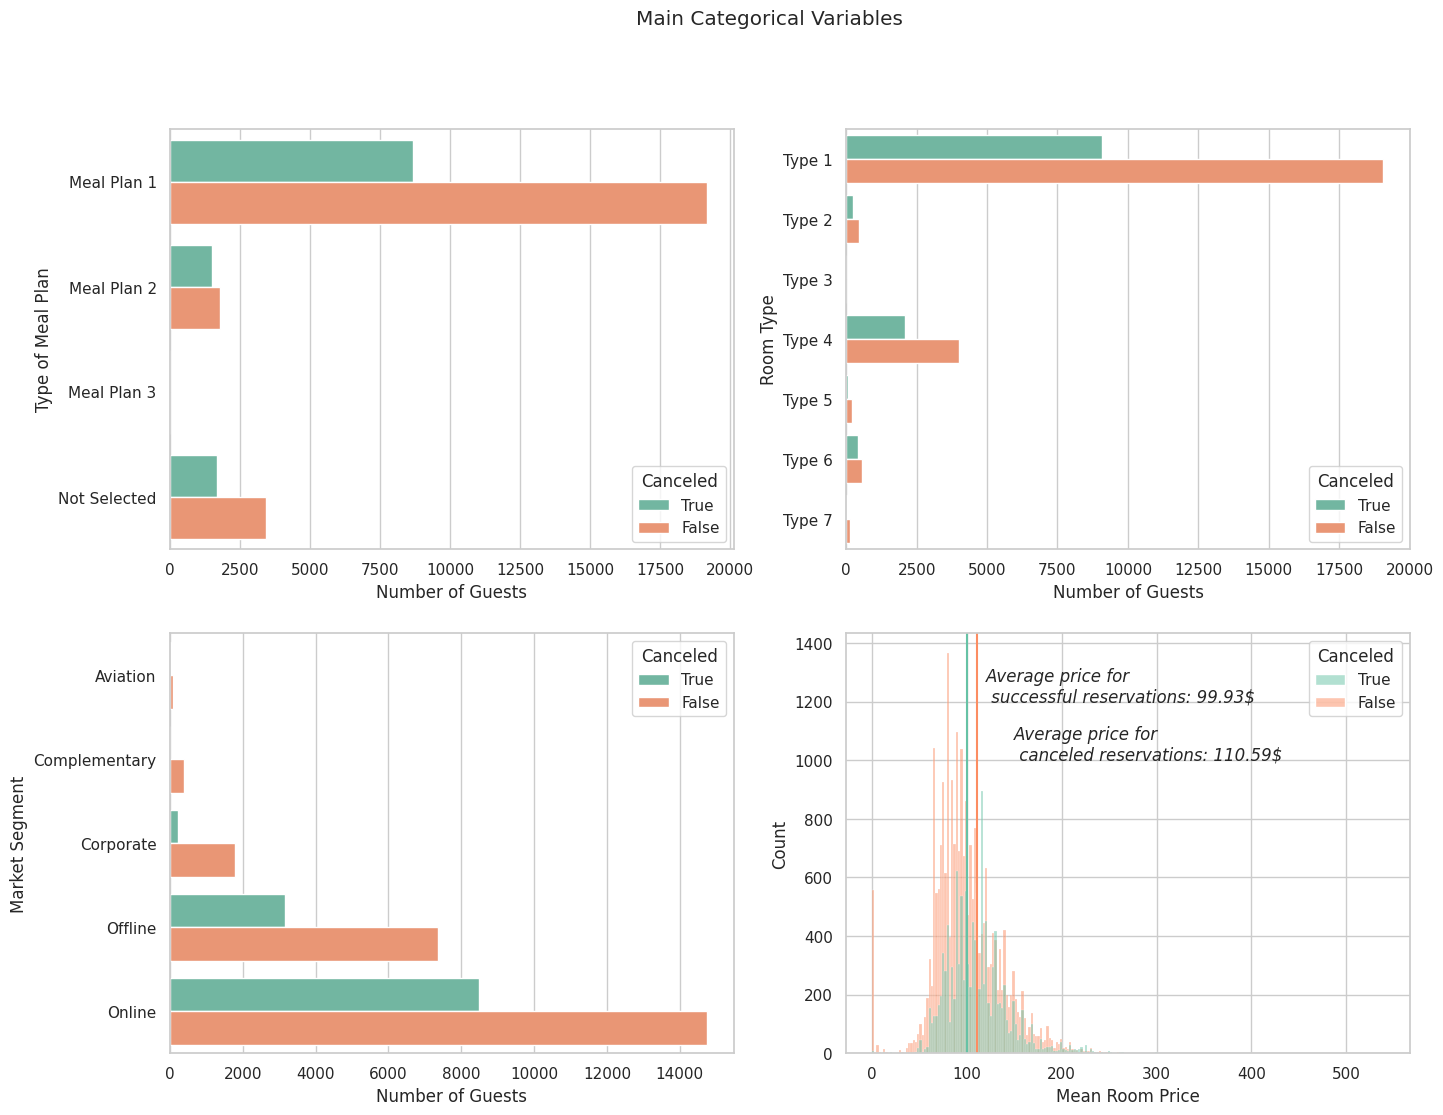 Main Categorical Variables
Type of Meal Plan
Meal Plan 1
Meal Plan 2
Meal Plan 3
Not Selected
Canceled
True
False
0 2500 5000 7500 10000 12500 15000 17500 20000
Number of Guests
Room Type
Type 1
Type 2
Type 3
Type 4
Type 5
Type 6
Type 7
Canceled
True
False
0 2500 5000 7500 10000 12500 15000 17500 20000
Number of Guests
Market Segment
Aviation
Complementary
Corporate
Offline
Online
Canceled
True
False
0 2000 4000 6000 8000 10000 12000 14000
Number of Guests
Count
1400
1200
1000
800
600
400
200
0
Average price for
successful reservations: 99.93$
Average price for
canceled reservations: 110.59$
Canceled
True
False
0 100 200 300 400 500
Mean Room Price